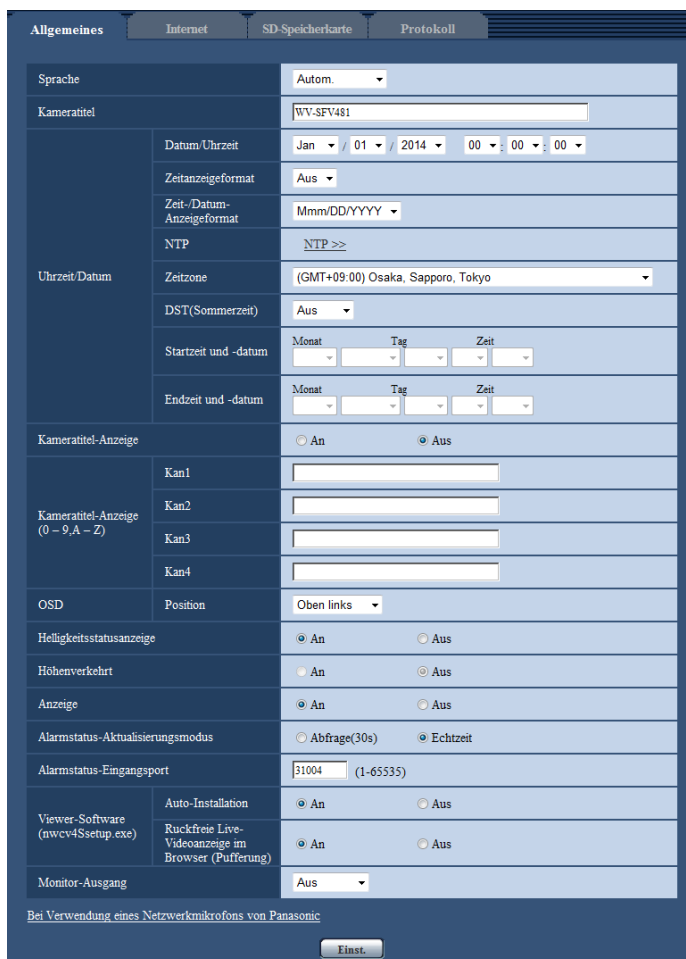 Allgemeines Internet SD-Speicherkarte Protokoll
Sprache Autom.
Kameratitel WV-SFV481
Uhrzeit/Datum
Datum/Uhrzeit Jan / 01 / 2014 00 : 00 : 00
Zeitanzeigeformat Aus
Zeit-/Datum-
Anzeigeformat Mmm/DD/YYYY
NTP NTP >>
Zeitzone (GMT+09:00) Osaka, Sapporo, Tokyo
DST(Sommerzeit) Aus
Startzeit und -datum Monat Tag Zeit
Endzeit und -datum Monat Tag Zeit
Kameratitel-Anzeige An Aus
Kameratitel-Anzeige
(0 – 9,A – Z)
Kan1
Kan2
Kan3
Kan4
OSD Position Oben links
Helligkeitsstatusanzeige An Aus
Höhenverkehrt An Aus
Anzeige An Aus
Alarmstatus-Aktualisierungsmodus Abfrage(30s) Echtzeit
Alarmstatus-Eingangsport 31004 (1-65535)
Viewer-Software
(nwcv4Ssetup.exe)
Auto-Installation An Aus
Ruckfreie Live-
Videoanzeige im
Browser (Pufferung) An Aus
Monitor-Ausgang Aus
Bei Verwendung eines Netzwerkmikrofons von Panasonic
Einst.